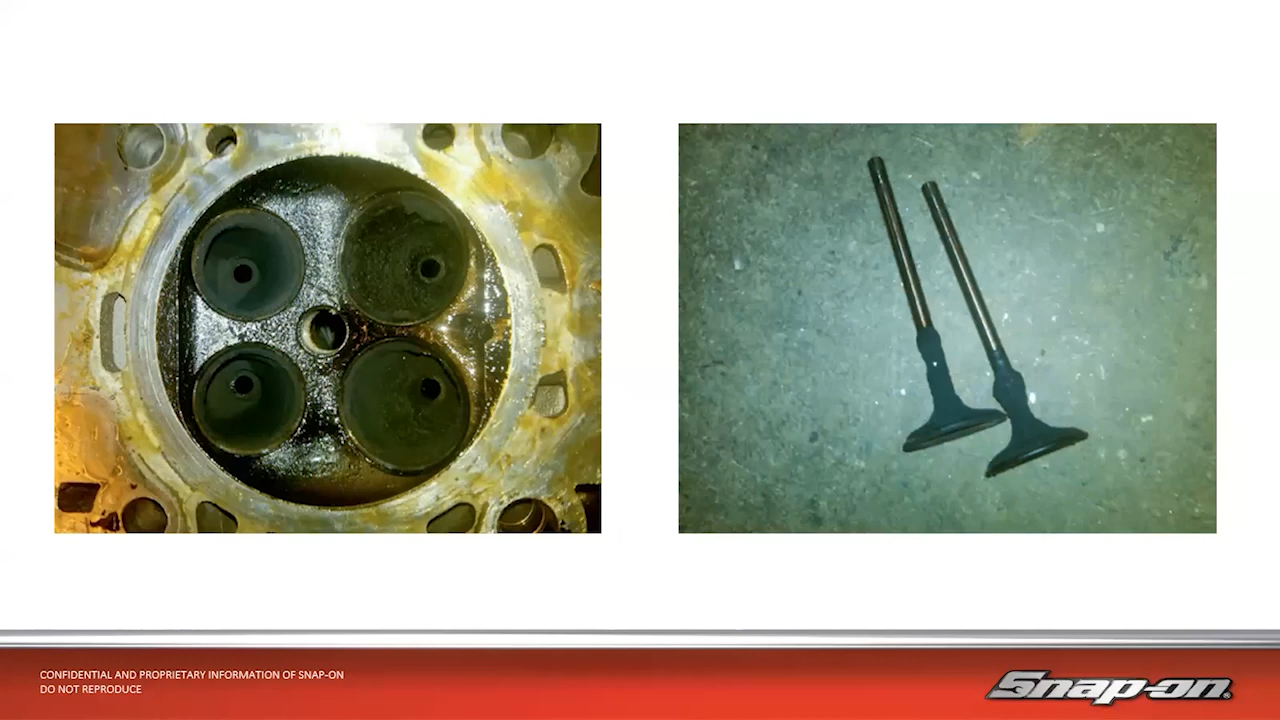 CONFIDENTIAL AND PROPRIETARY INFORMATION OF SNAP-ON
DO NOT REPRODUCE
Snap-on